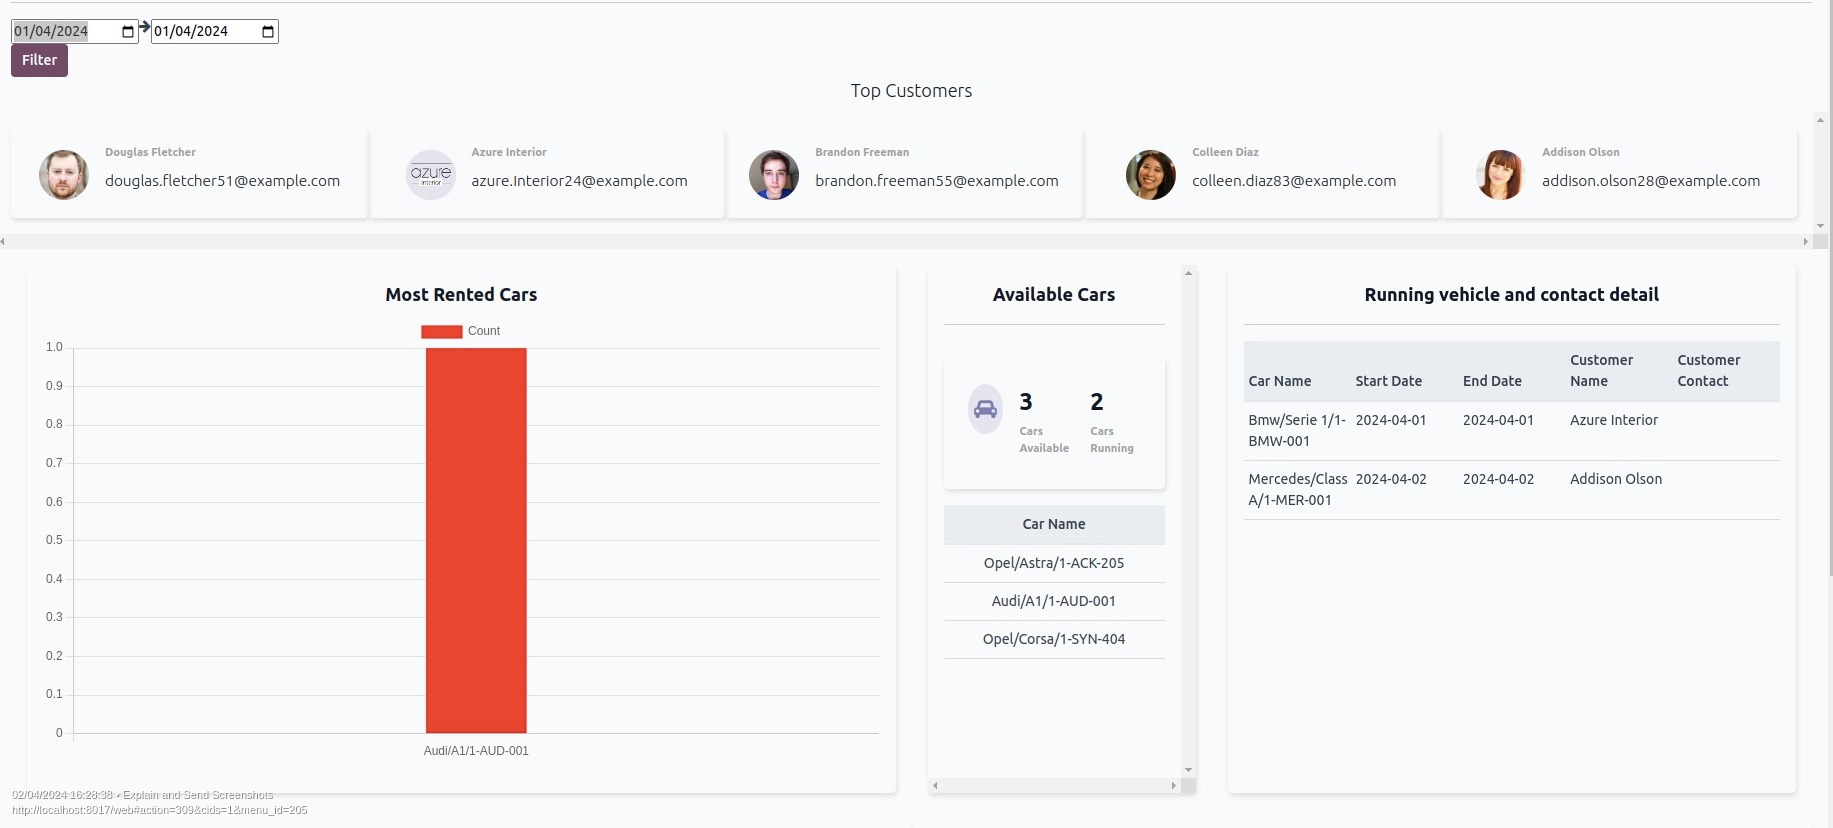 01/04/2024 01/04/2024
Filter
Top Customers
Douglas Fletcher
douglas.fletcher51@example.com
azure
interior
Azure Interior
azure.Interior24@example.com
Brandon Freeman
brandon.freeman55@example.com
Colleen Diaz
colleen.diaz83@example.com
Addison Olson
addison.olson28@example.com
Most Rented Cars
Count
1.0
0.9
0.8
0.7
0.6
0.5
0.4
0.3
0.2
0.1
0
Audi/A1/1-AUD-001
Available Cars
3 2
Cars Cars
Available Running
Car Name
Opel/Astra/1-ACK-205
Audi/A1/1-AUD-001
Opel/Corsa/1-SYN-404
Running vehicle and contact detail
Customer Customer
Car Name Start Date End Date Name Contact
Bmw/Serie 1/1- 2024-04-01 2024-04-01 Azure Interior
BMW-001
Mercedes/Class 2024-04-02 2024-04-02 Addison Olson
A/1-MER-001
02/04/2024 16:28:38 • Explain and Send Screenshots
http://localhost:8017/web#action=309&cids=1&menu_id=205